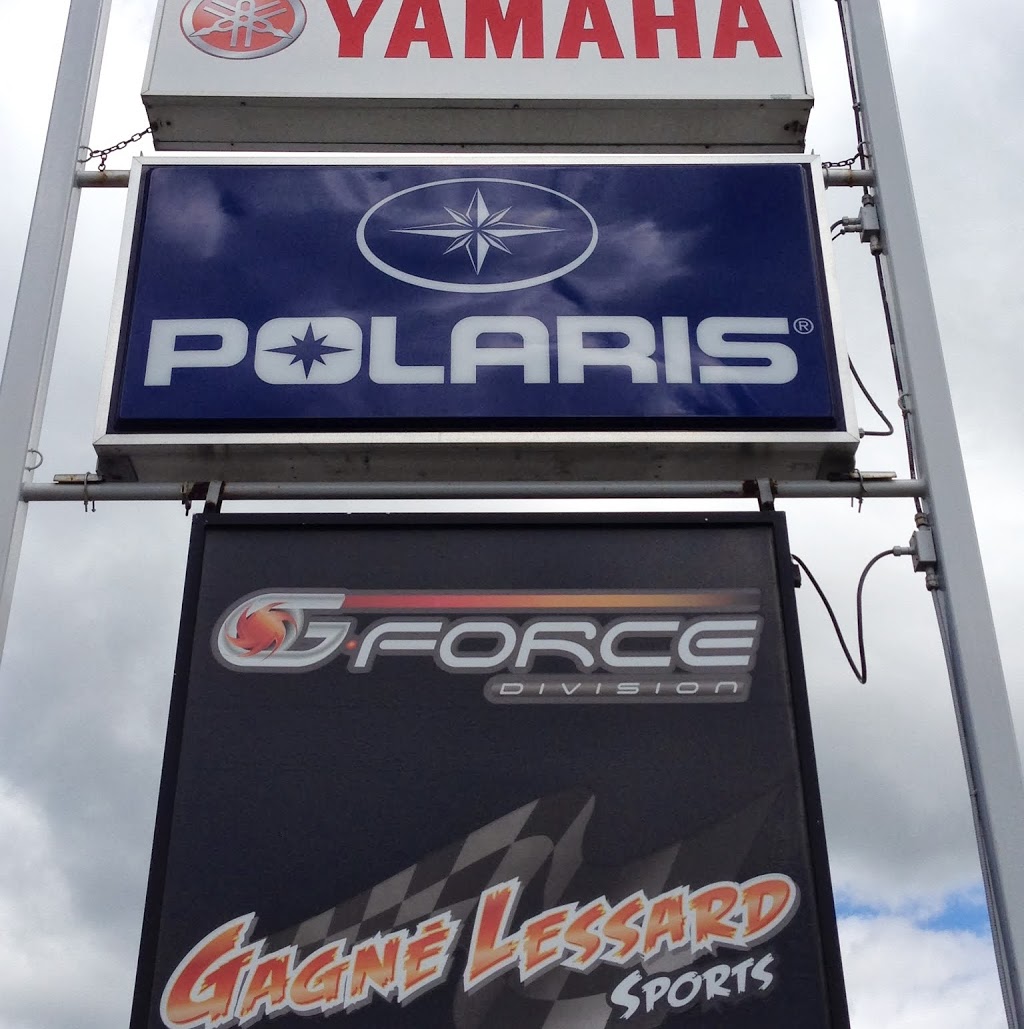 YAMAHA
POLARIS®
G-FORCE
DIVISION
GAGNÉ LESSARD
SPORTS